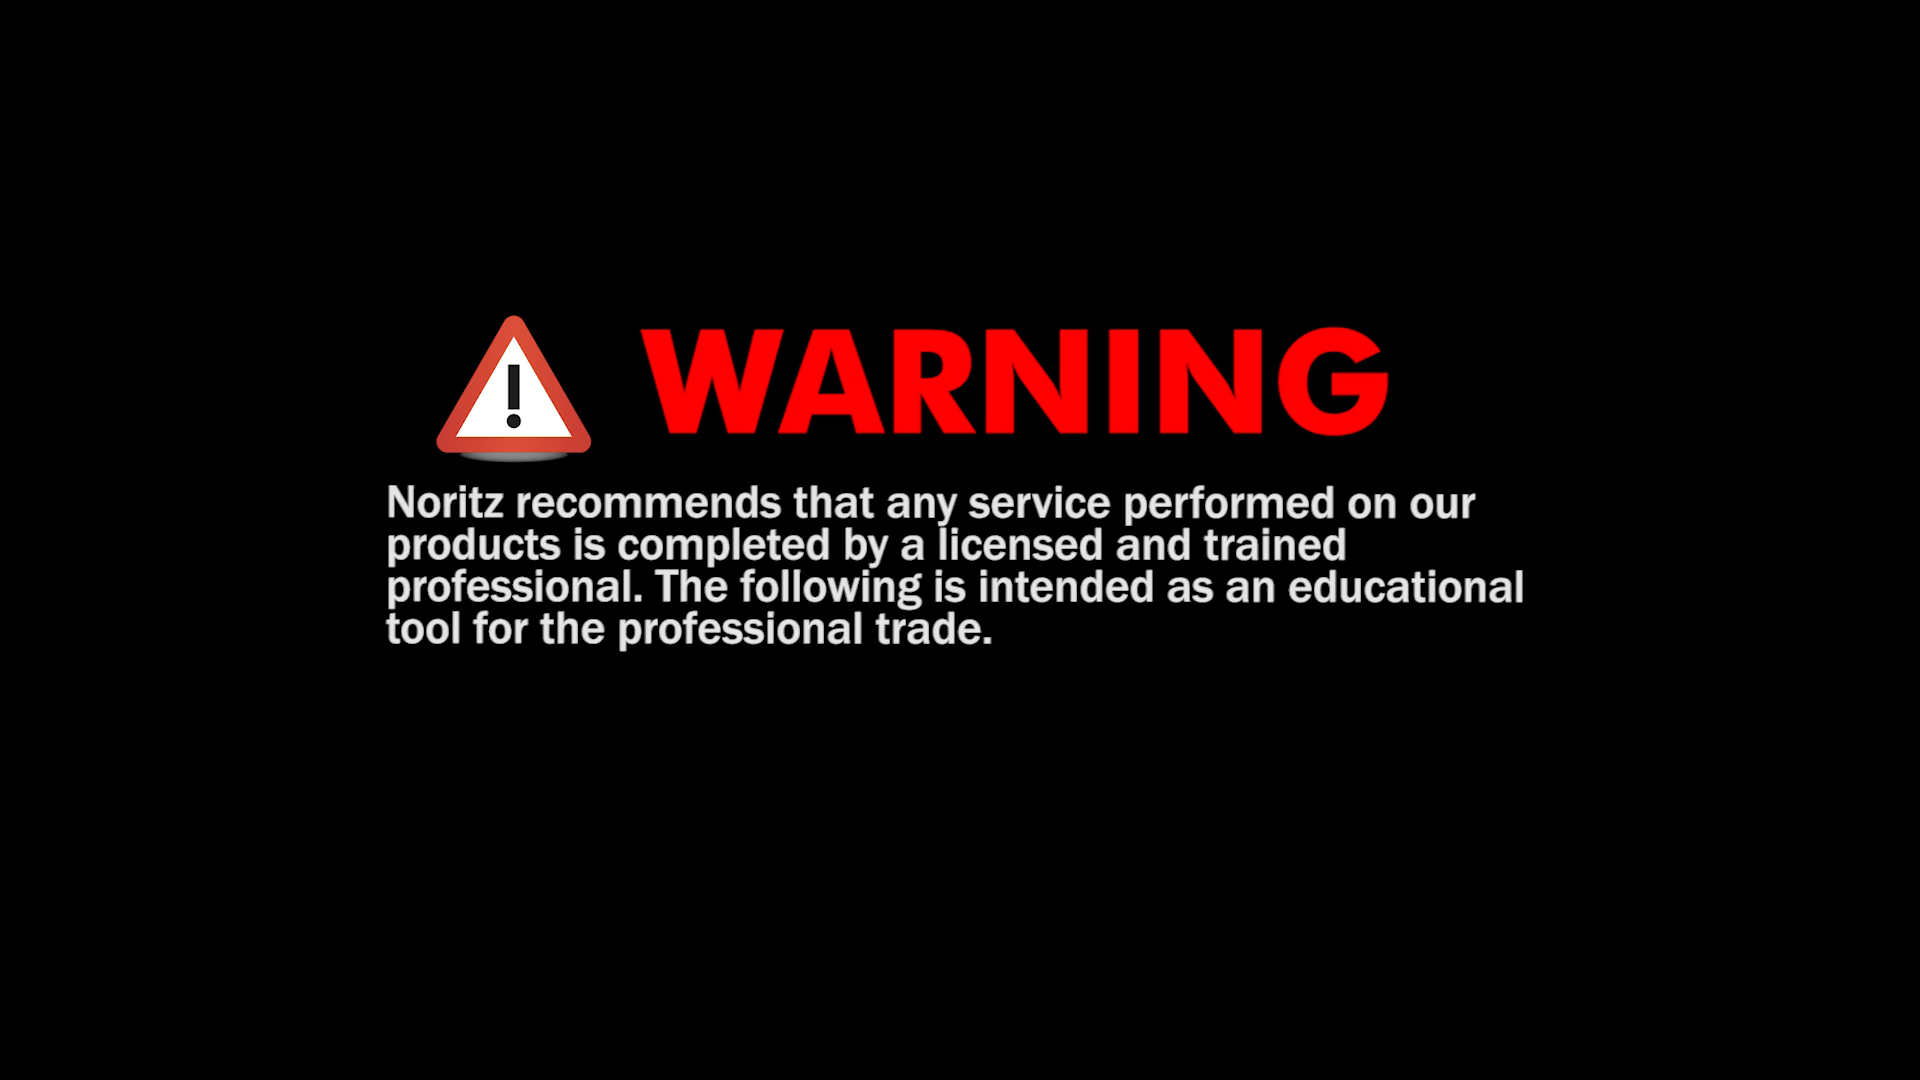 WARNING
Noritz recommends that any service performed on our
products is completed by a licensed and trained
professional. The following is intended as an educational
tool for the professional trade.